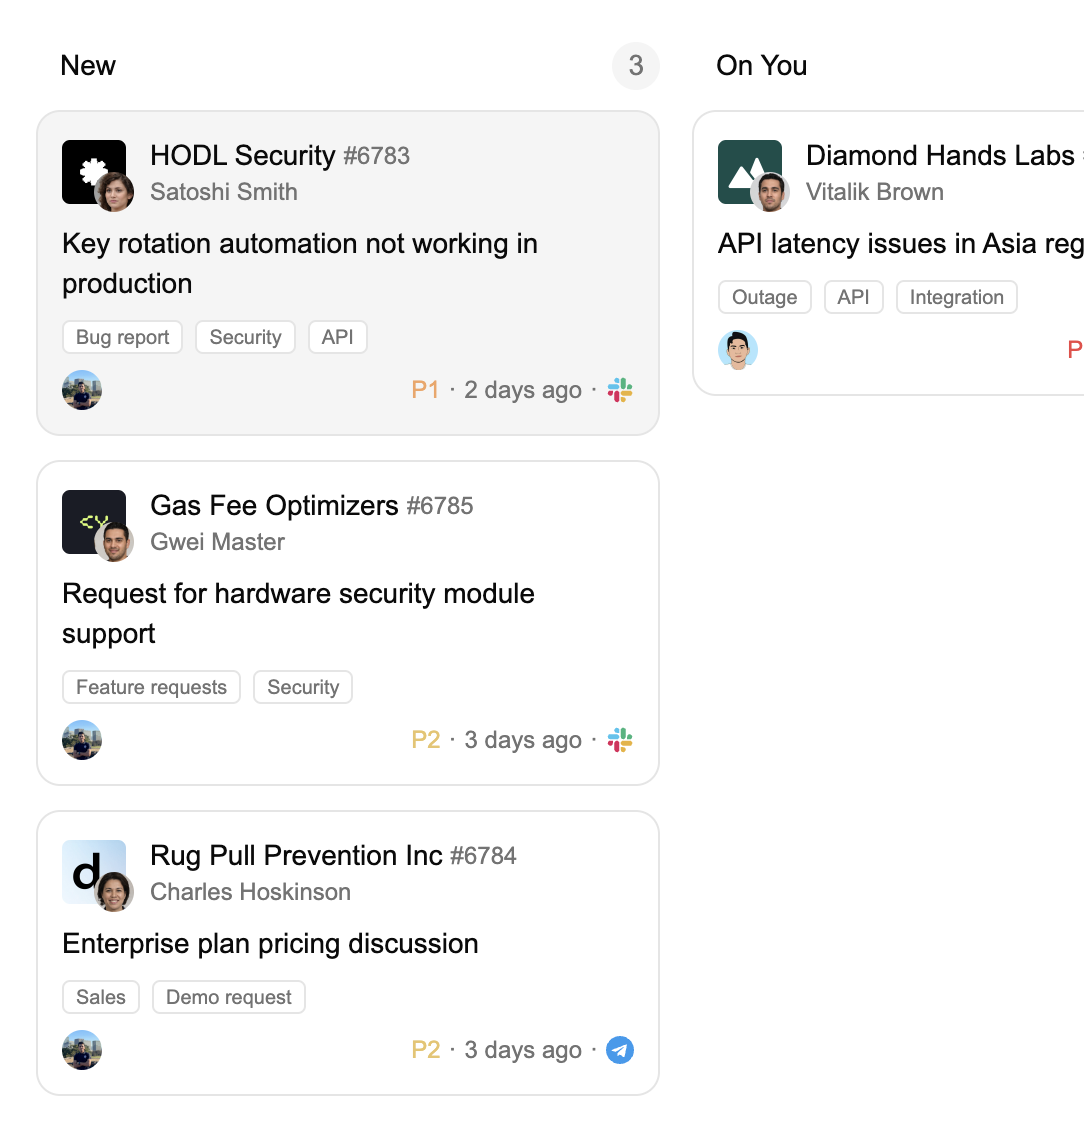 New
3
HODL Security #6783
Satoshi Smith
Key rotation automation not working in
production
Bug report
Security
API
P1 · 2 days ago ·
Gas Fee Optimizers #6785
Gwei Master
Request for hardware security module
support
Feature requests
Security
P2 · 3 days ago ·
d
Rug Pull Prevention Inc #6784
Charles Hoskinson
Enterprise plan pricing discussion
Sales
Demo request
P2 · 3 days ago ·
On You
Diamond Hands Labs
Vitalik Brown
API latency issues in Asia reg
Outage
API
Integration
P